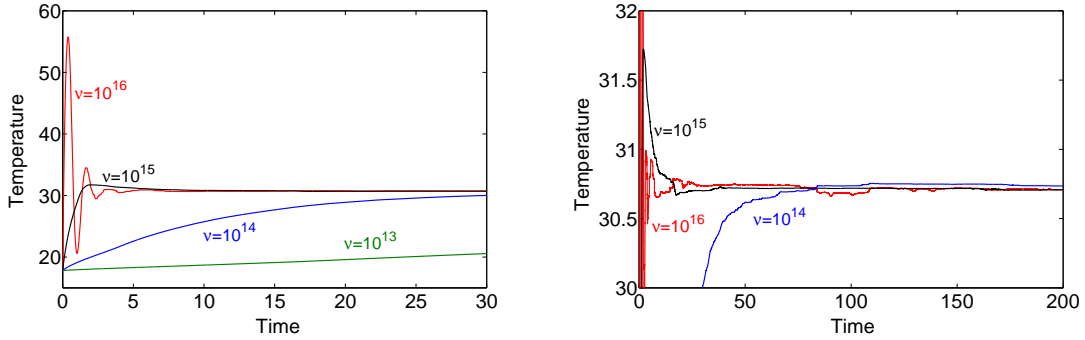 60
50
40
30
20
Temperature
0 5 10 15 20 25 30
Time
ν=10^16
ν=10^15
ν=10^14
ν=10^13
32
31.5
31
30.5
30
Temperature
0 50 100 150 200
Time
ν=10^15
ν=10^16
ν=10^14